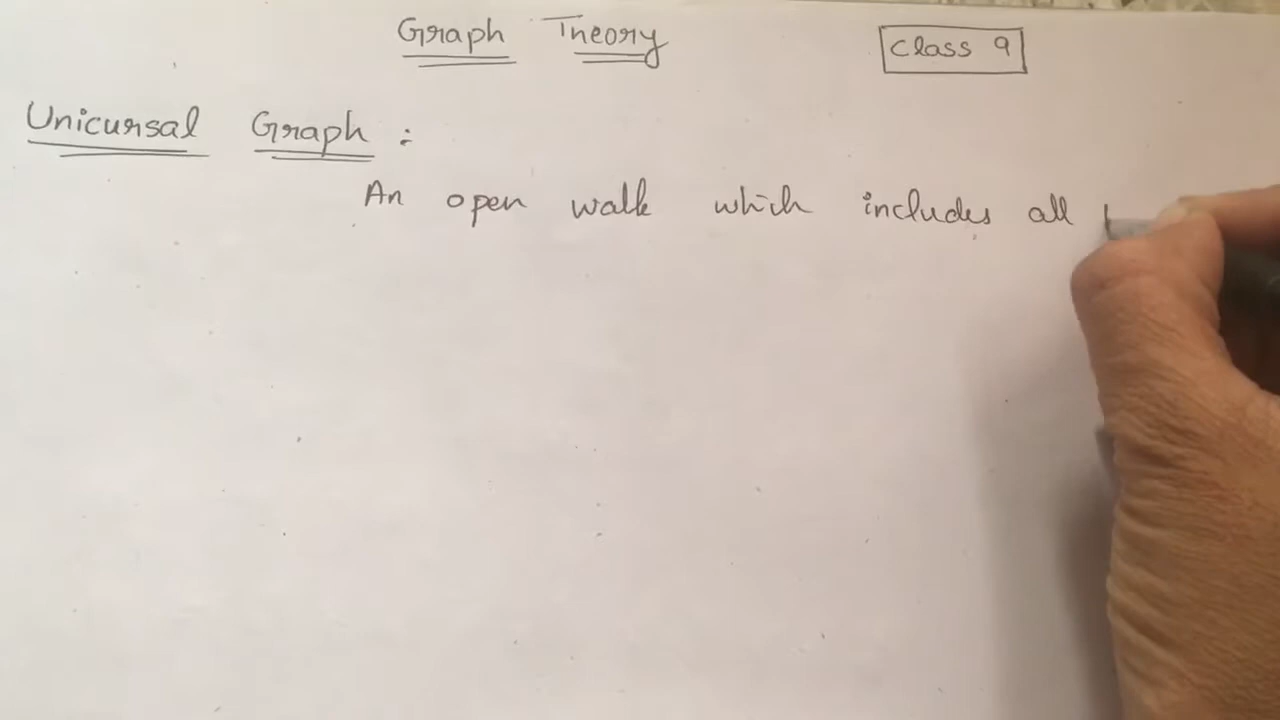 Graph Theory
Class 9
Unicursal Graph :
An open walk which includes all